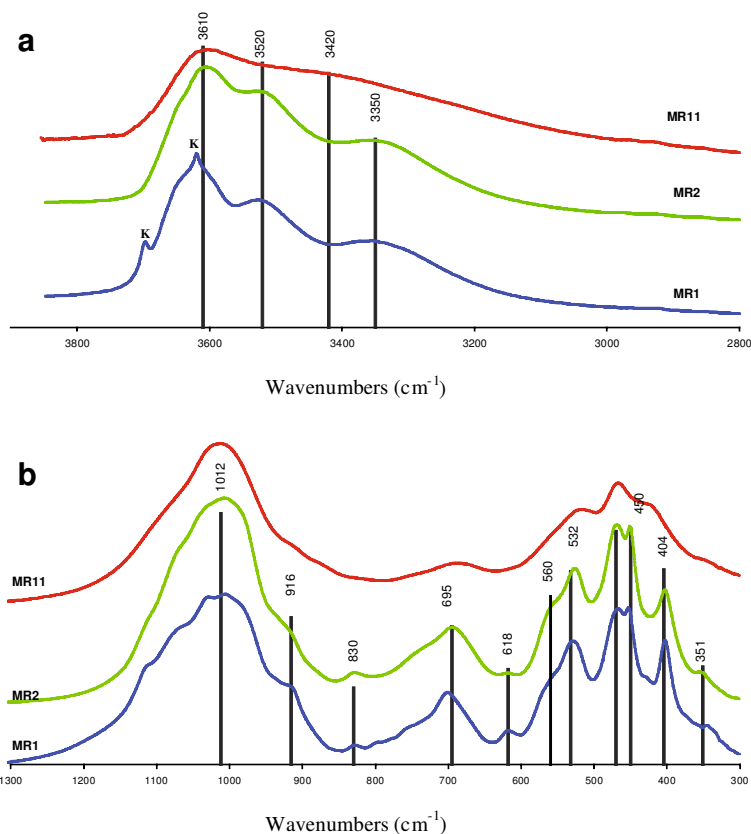 a
3610
3520
3420
3350
K
K
MR11
MR2
MR1
3800 3600 3400 3200 3000 2800
Wavenumbers (cm-1)
b
1012
916
830
695
618
560
532
450
404
351
MR11
MR2
MR1
1300 1200 1100 1000 900 800 700 600 500 400 300
Wavenumbers (cm-1)